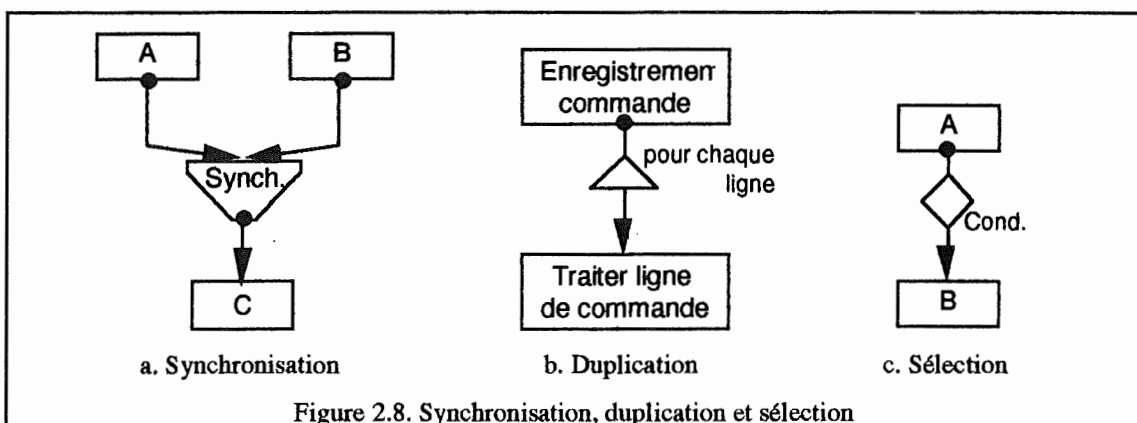 A
B
Synch.
C
a. Synchronisation
Enregistremen
commande
pour chaque
ligne
Traiter ligne
de commande
b. Duplication
A
Cond.
B
c. Sélection
Figure 2.8. Synchronisation, duplication et sélection